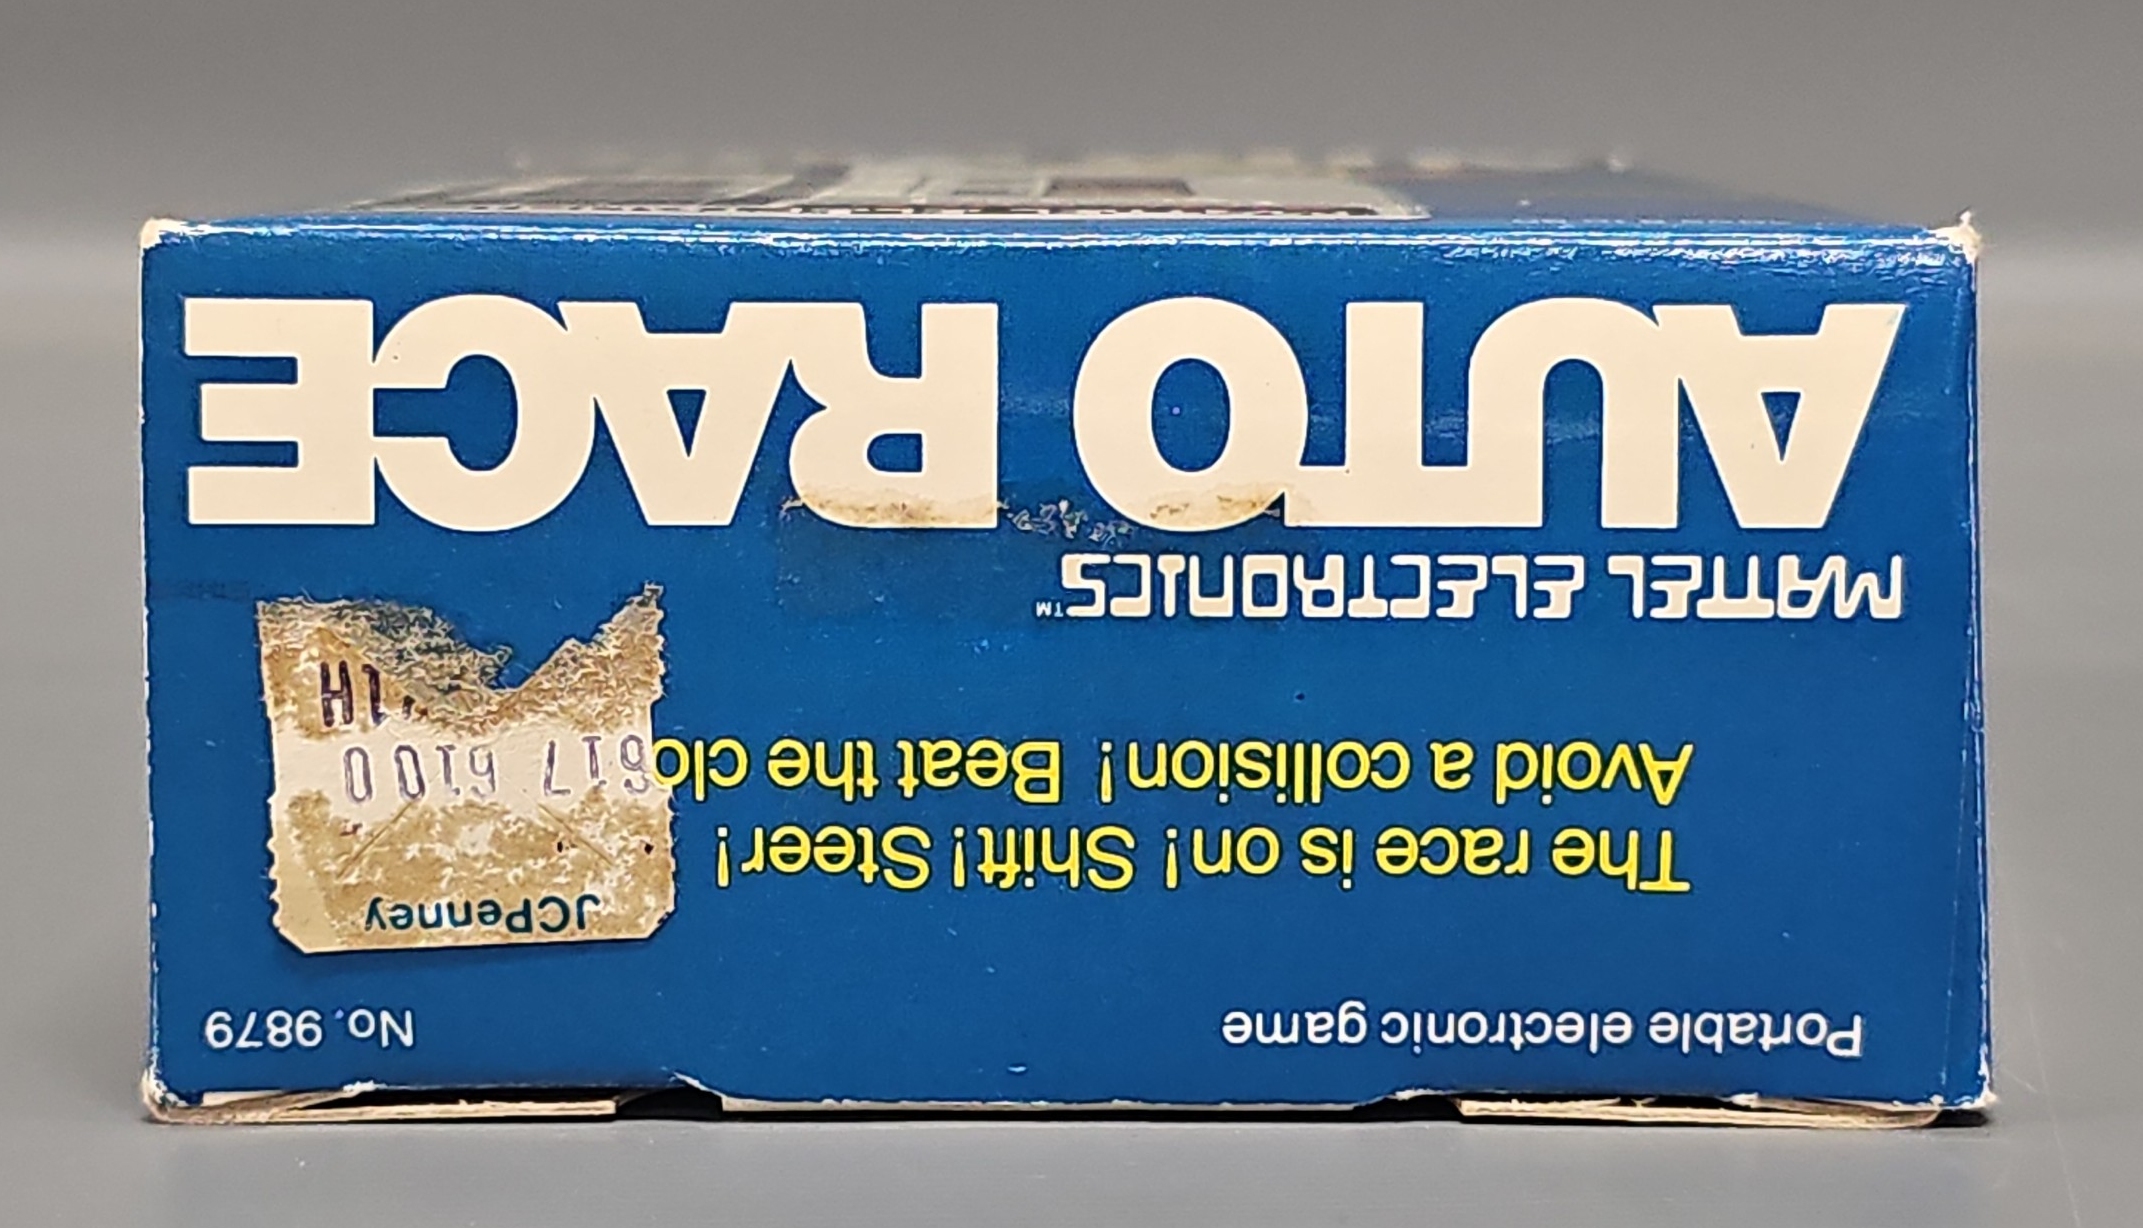 Portable electronic game
No. 9879
The race is on! Shift! Steer!
Avoid a collision! Beat the clo
JCPenney
617 6100
1H
MATTEL ELECTRONICS™
AUTO RACE